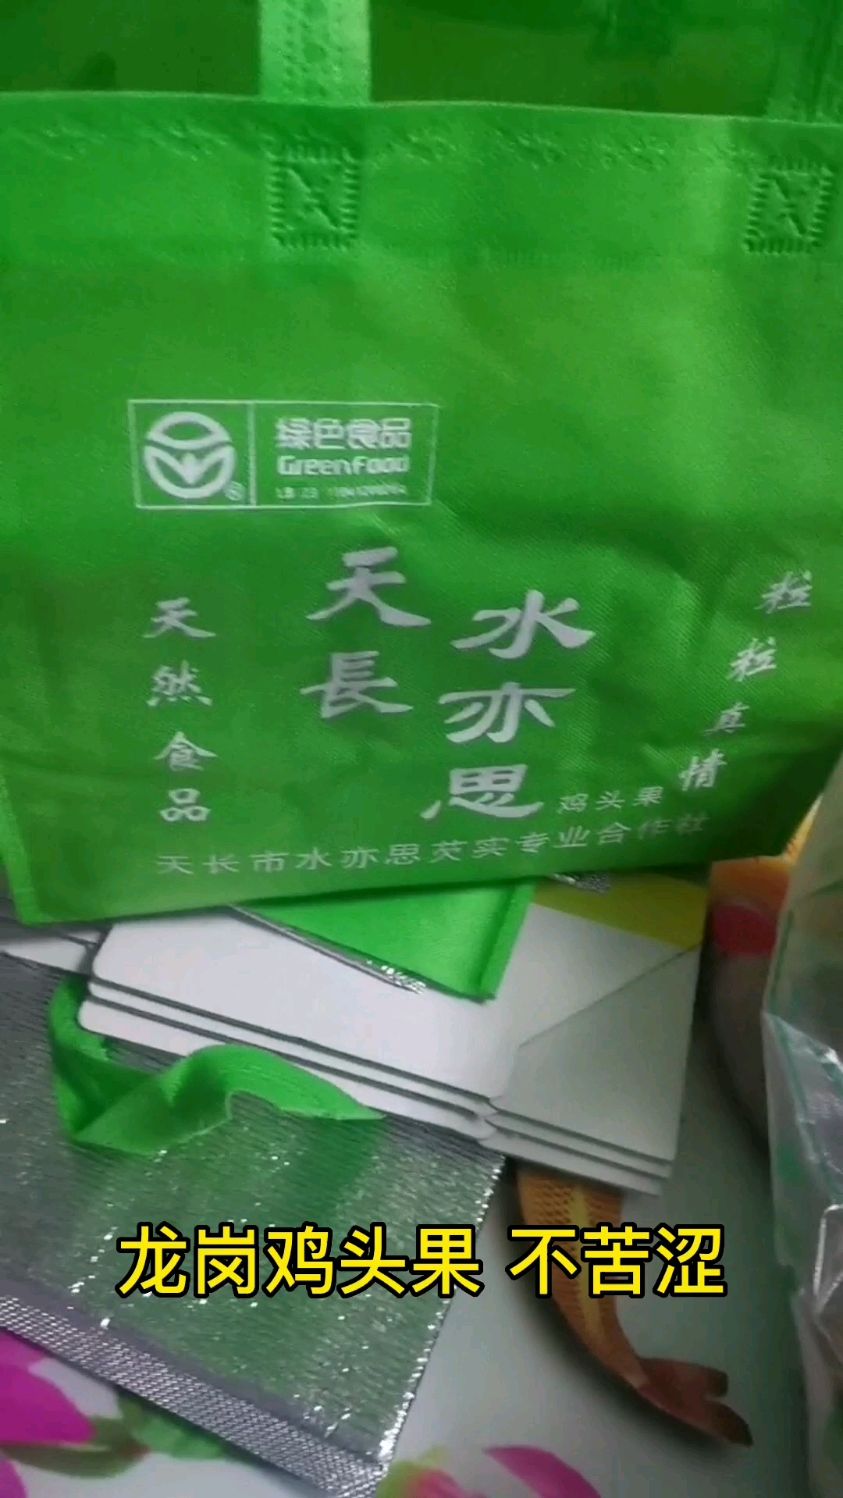 绿色食品
GreenFood
天然食品
天長
水亦思
鸡头果
粒粒真情
天长市水亦思芡实专业合作社
龙岗鸡头果 不苦涩